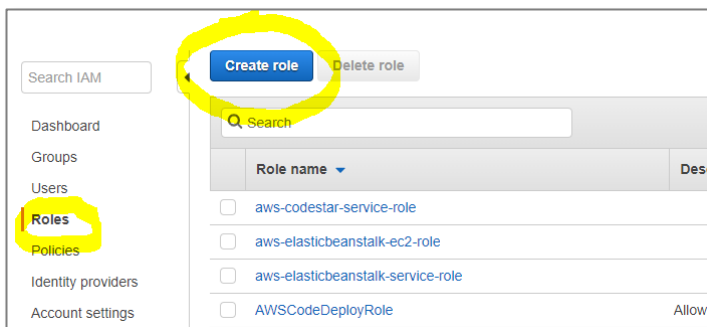 Create role Delete role
Search IAM
Search
Dashboard
Groups
Users
Roles
Policies
Identity providers
Account settings
Role name
aws-codestar-service-role
aws-elasticbeanstalk-ec2-role
aws-elasticbeanstalk-service-role
AWSCodeDeployRole Allow